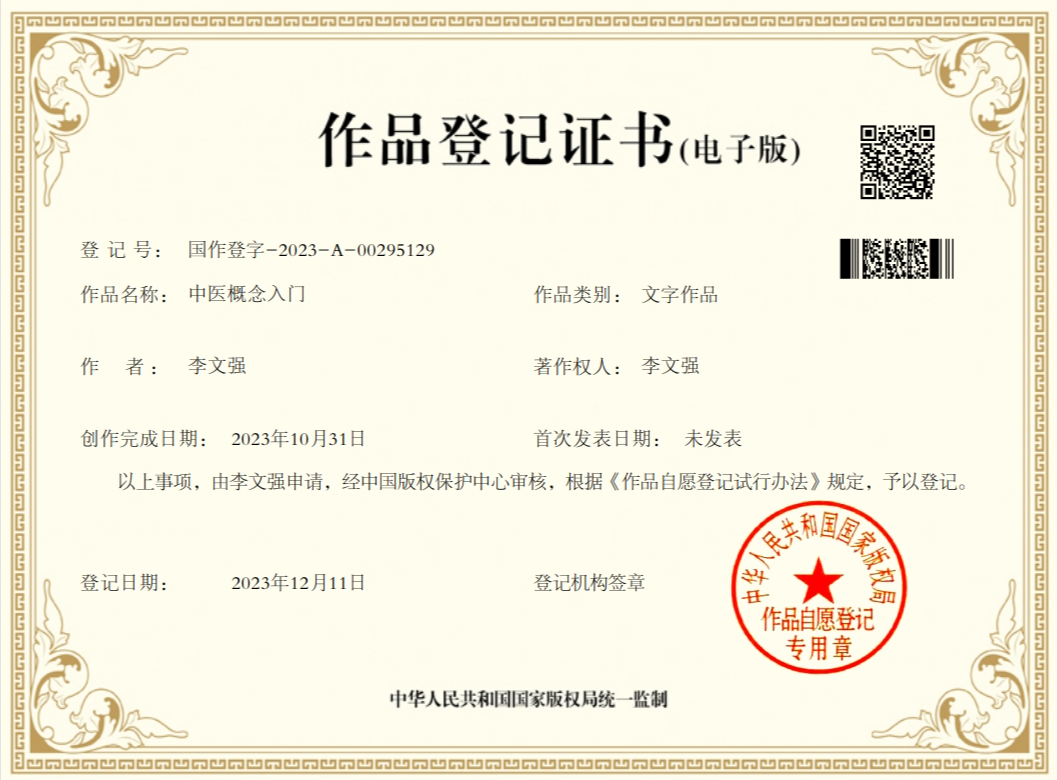 作品登记证书(电子版)
登 记 号： 国作登字-2023-A-00295129
作品名称： 中医概念入门 作品类别： 文字作品
作 者： 李文强 著作权人： 李文强
创作完成日期： 2023年10月31日 首次发表日期： 未发表
以上事项，由李文强申请，经中国版权保护中心审核，根据《作品自愿登记试行办法》规定，予以登记。
登记日期： 2023年12月11日 登记机构签章
中华人民共和国国家版权局
作品自愿登记
专用章
中华人民共和国国家版权局统一监制